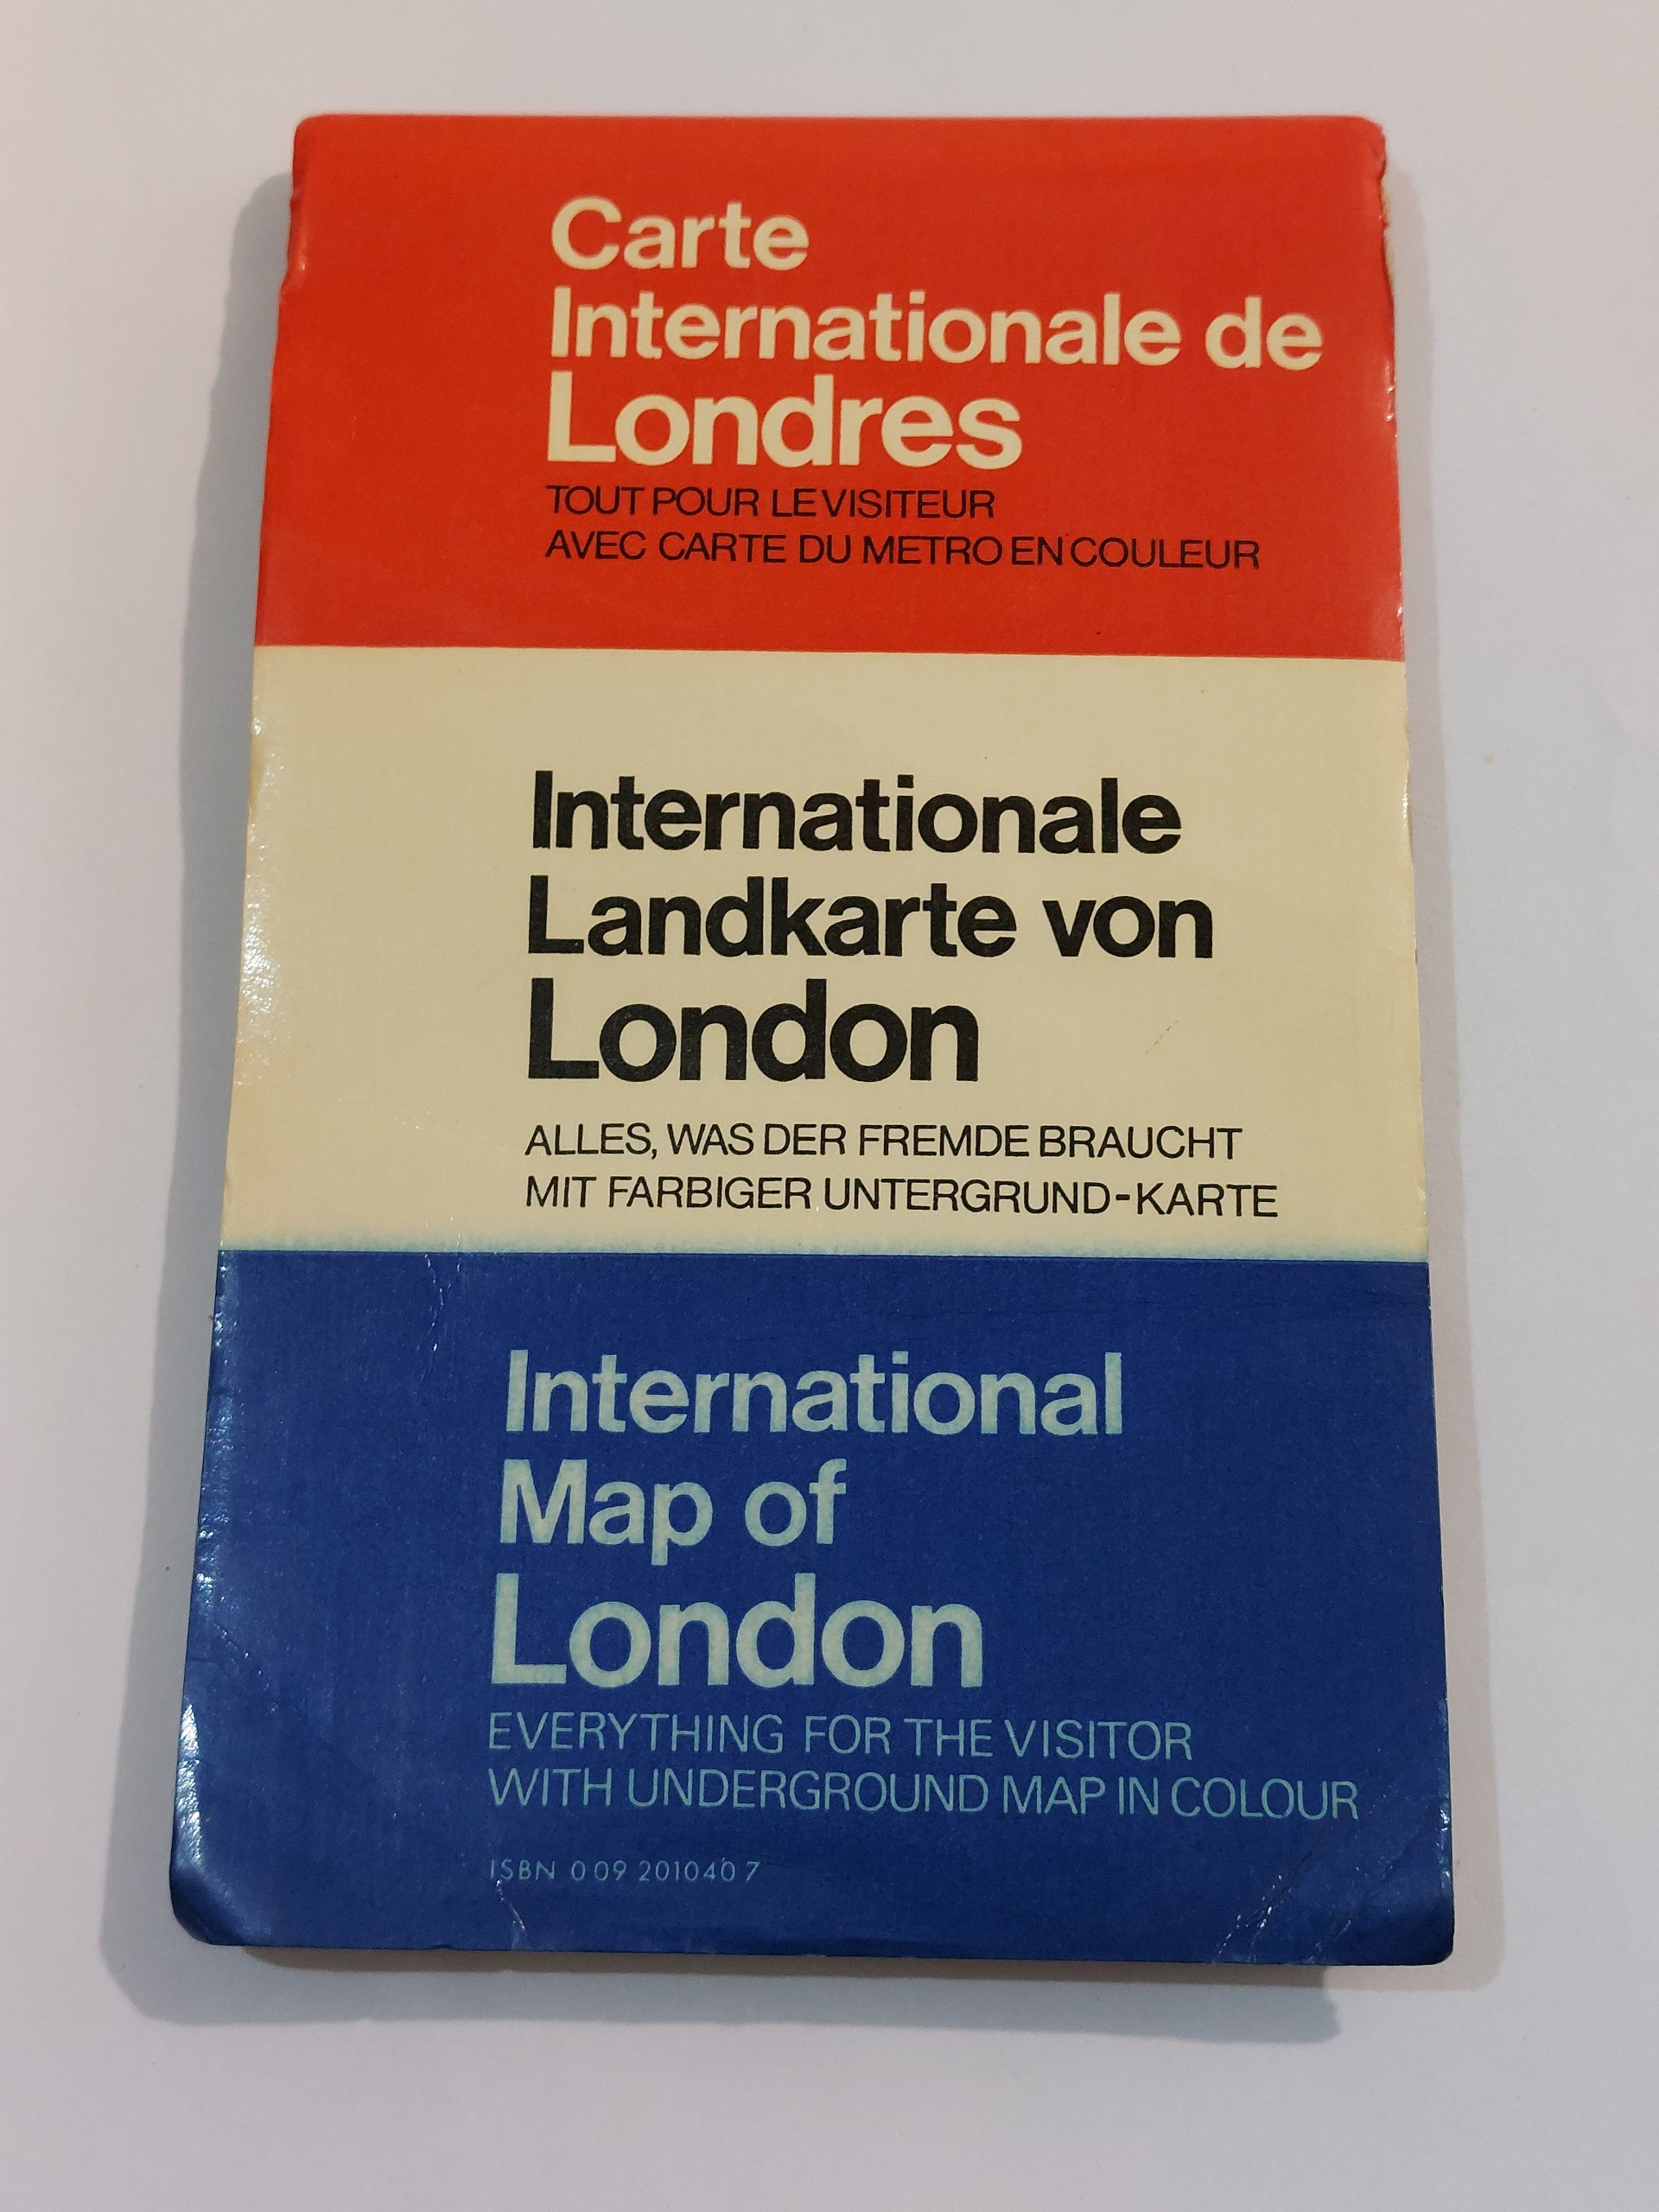 Carte
Internationale de
Londres
TOUT POUR LE VISITEUR
AVEC CARTE DU METRO EN COULEUR
Internationale
Landkarte von
London
ALLES, WAS DER FREMDE BRAUCHT
MIT FARBIGER UNTERGRUND-KARTE
International
Map of
London
EVERYTHING FOR THE VISITOR
WITH UNDERGROUND MAP IN COLOUR
ISBN 0 09 201040 7